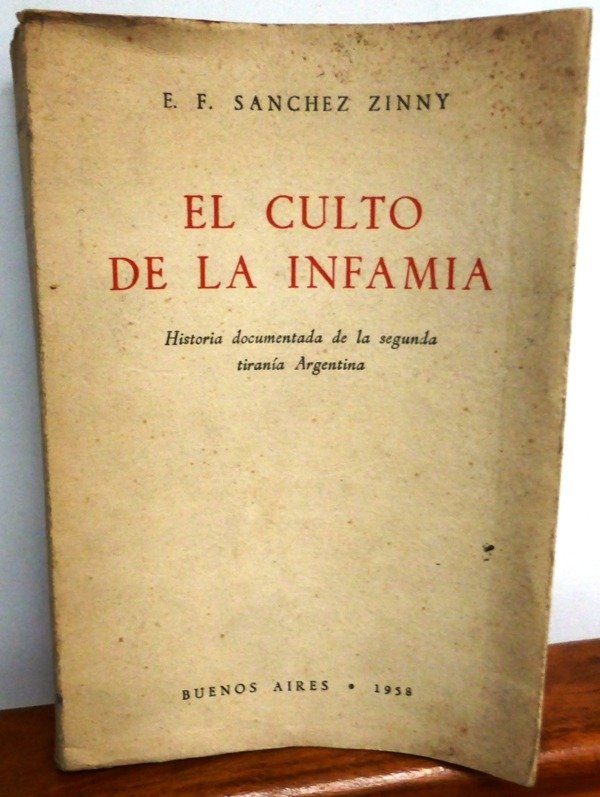 E. F. SANCHEZ ZINNY
EL CULTO
DE LA INFAMIA
Historia documentada de la segunda
tiranía Argentina
BUENOS AIRES • 1958